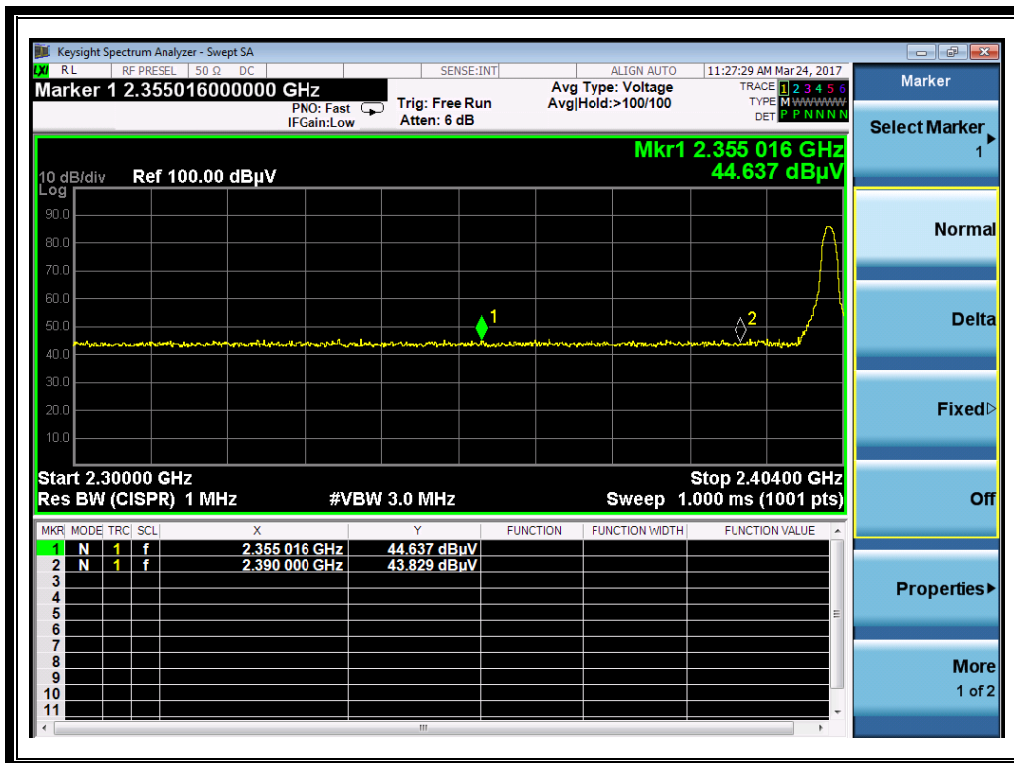 Keysight Spectrum Analyzer - Swept SA
LXI RL RF PRESEL 50 Ω DC SENSE:INT ALIGN AUTO 11:27:29 AM Mar 24, 2017
Marker 1 2.355016000000 GHz
PNO: Fast
IFGain:Low
Trig: Free Run
Atten: 6 dB
Avg Type: Voltage
Avg|Hold:>100/100
TRACE 1 2 3 4 5 6
TYPE M WWWWW
DET P P N N N N
Mkr1 2.355 016 GHz
44.637 dBµV
10 dB/div Ref 100.00 dBµV
Log
90.0
80.0
70.0
60.0
50.0
40.0
30.0
20.0
10.0
1
2
Start 2.30000 GHz Stop 2.40400 GHz
Res BW (CISPR) 1 MHz #VBW 3.0 MHz Sweep 1.000 ms (1001 pts)
MKR MODE TRC SCL X Y FUNCTION FUNCTION WIDTH FUNCTION VALUE
1 N 1 f 2.355 016 GHz 44.637 dBµV
2 N 1 f 2.390 000 GHz 43.829 dBµV
3
4
5
6
7
8
9
10
11
Marker
Select Marker
1
Normal
Delta
Fixed
Off
Properties
More
1 of 2